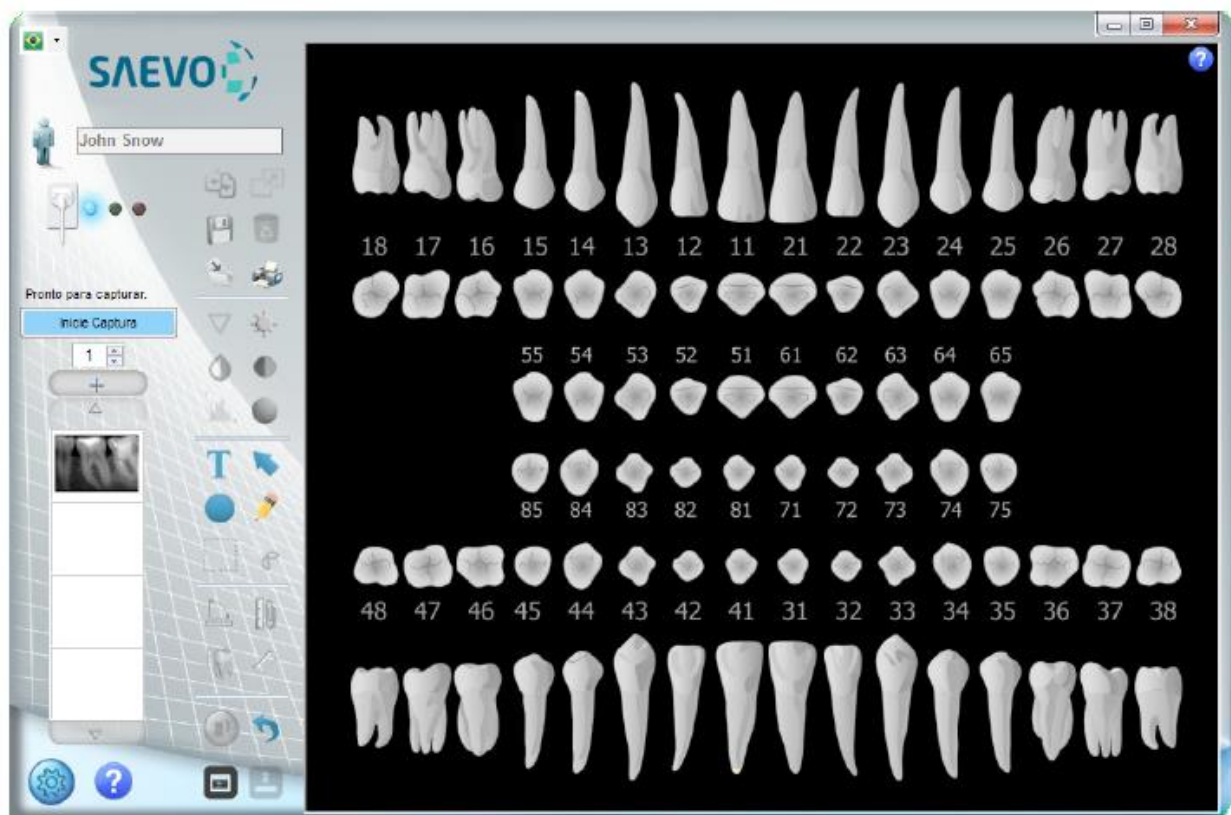 SAEVO
John Snow
Pronto para capturar.
Inicie Captura
1
T
?
?
18 17 16 15 14 13 12 11 21 22 23 24 25 26 27 28
55 54 53 52 51 61 62 63 64 65
85 84 83 82 81 71 72 73 74 75
48 47 46 45 44 43 42 41 31 32 33 34 35 36 37 38